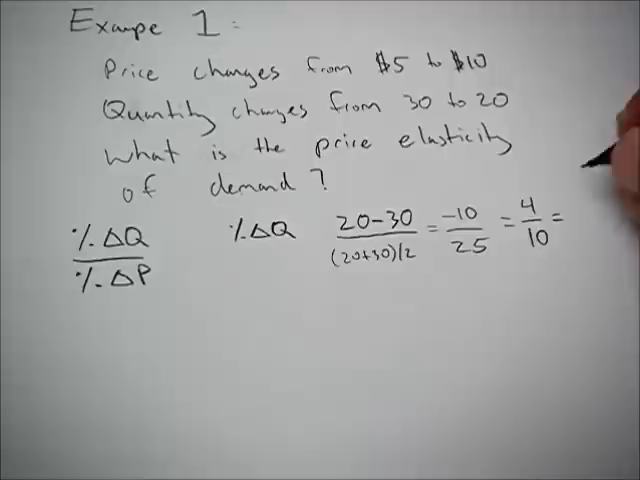 Exampe 1:
Price changes from $5 to $10
Quantity changes from 30 to 20
what is the price elasticity
of demand?
%ΔQ / %ΔP
%ΔQ (20-30) / ((20+30)/2) = -10/25 = 4/10 =